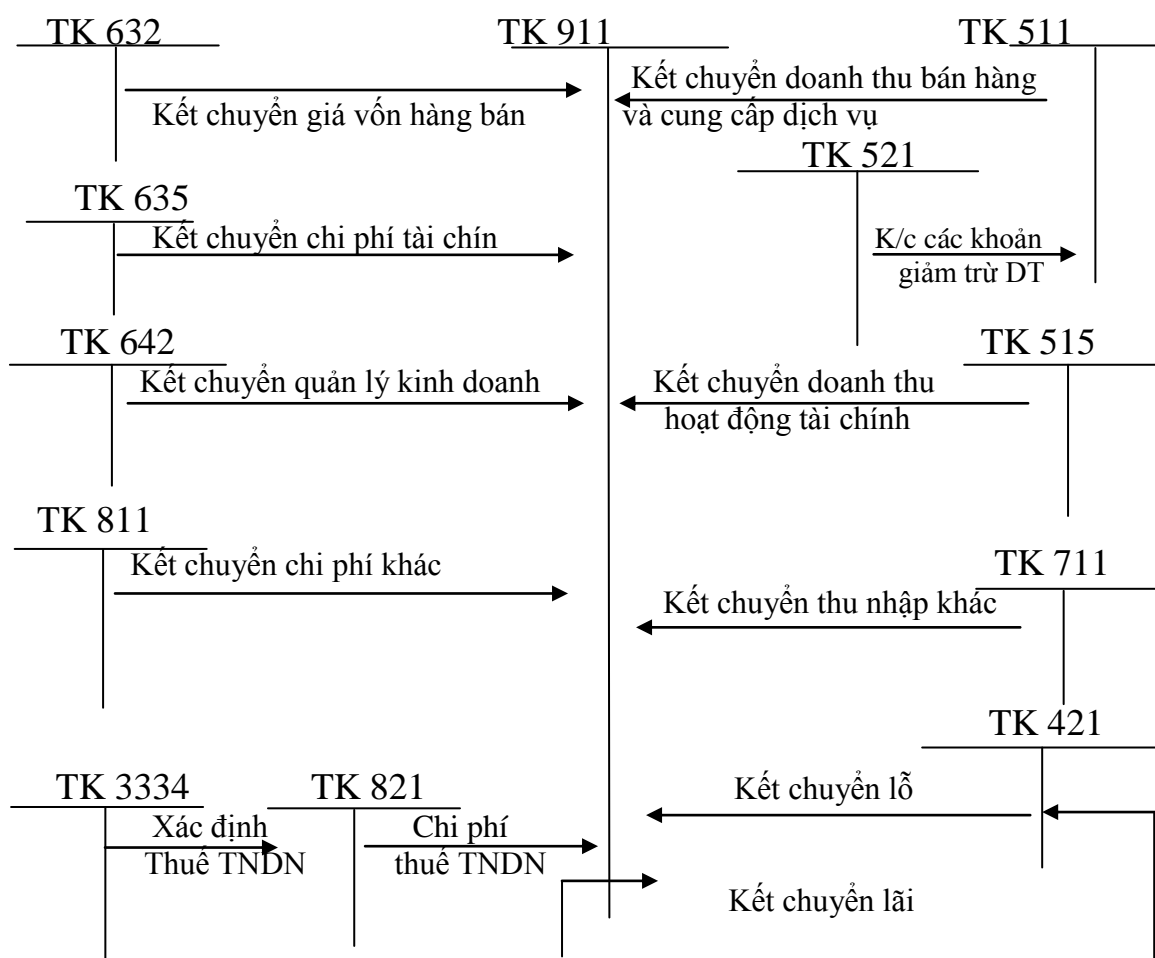 TK 632
TK 911
TK 511
Kết chuyển giá vốn hàng bán
Kết chuyển doanh thu bán hàng
và cung cấp dịch vụ
TK 521
TK 635
Kết chuyển chi phí tài chín
K/c các khoản
giảm trừ DT
TK 642
TK 515
Kết chuyển quản lý kinh doanh
Kết chuyển doanh thu
hoạt động tài chính
TK 811
Kết chuyển chi phí khác
TK 711
Kết chuyển thu nhập khác
TK 421
TK 3334
TK 821
Kết chuyển lỗ
Xác định
Thuế TNDN
Chi phí
thuế TNDN
Kết chuyển lãi